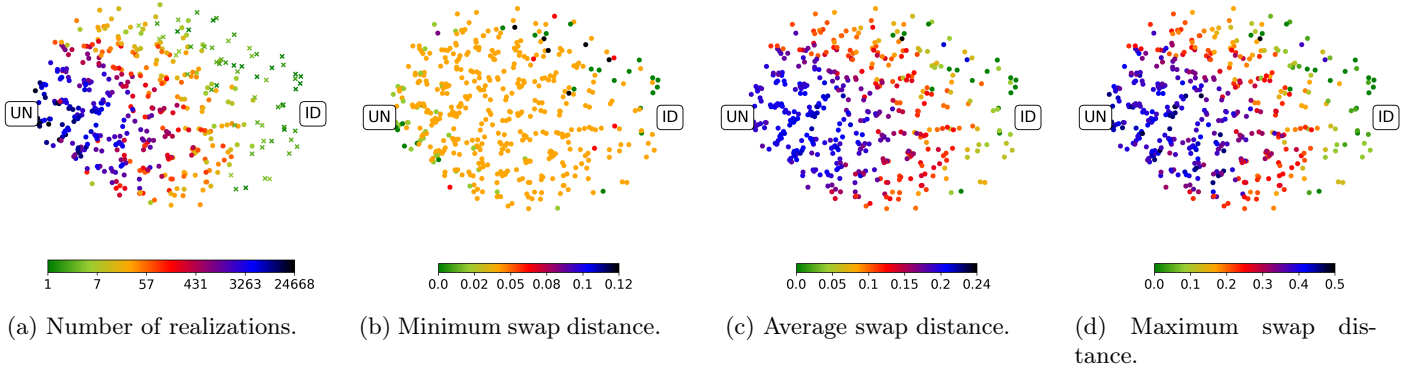 UN ID UN ID UN ID UN ID
1 7 57 431 3263 24668 0.0 0.02 0.05 0.08 0.1 0.12 0.0 0.05 0.1 0.15 0.2 0.24 0.0 0.1 0.2 0.3 0.4 0.5
(a) Number of realizations. (b) Minimum swap distance. (c) Average swap distance. (d) Maximum swap dis-
tance.